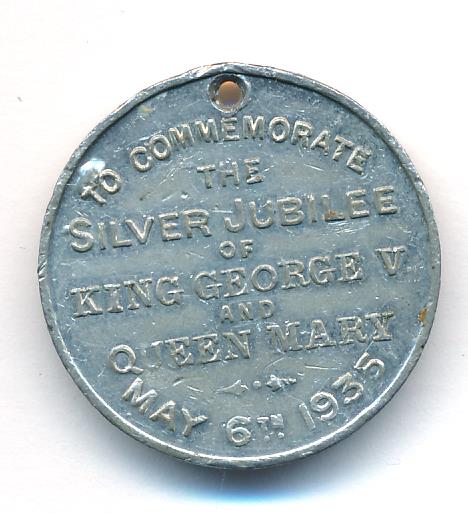 TO COMMEMORATE
THE
SILVER JUBILEE
OF
KING GEORGE V
AND
QUEEN MARY
MAY 6TH 1935